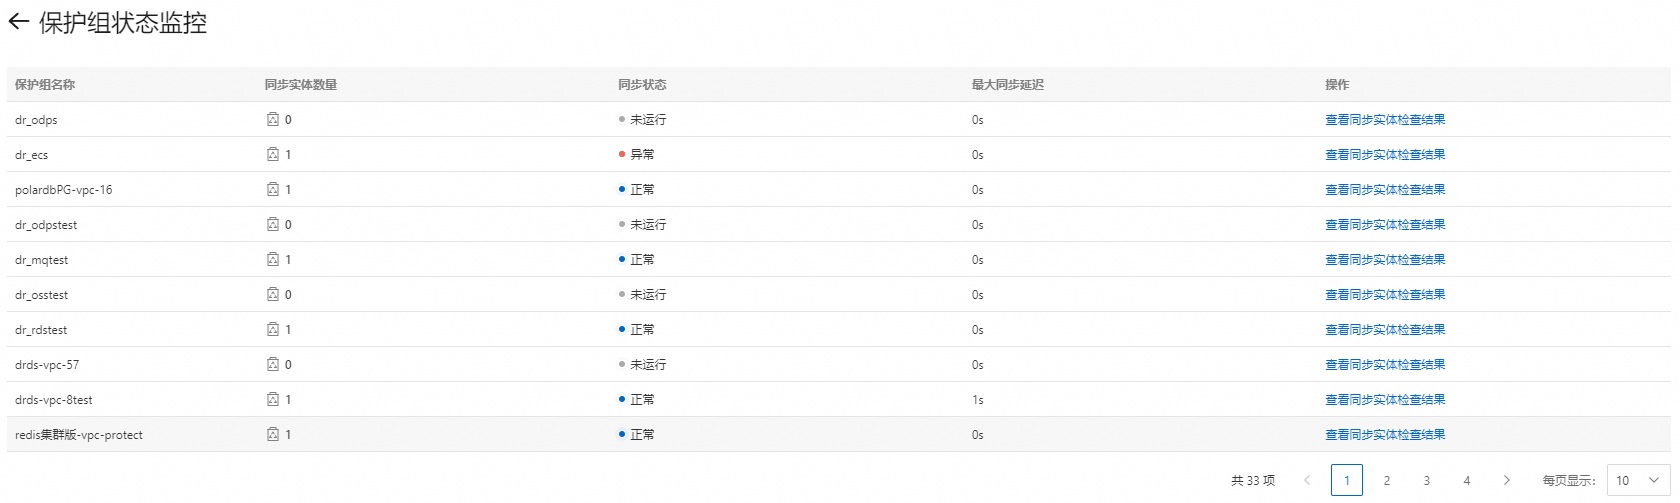 保护组状态监控
保护组名称 同步实体数量 同步状态 最大同步延迟 操作
dr_odps 0 未运行 0s 查看同步实体检查结果
dr_ecs 1 异常 0s 查看同步实体检查结果
polardbPG-vpc-16 1 正常 0s 查看同步实体检查结果
dr_odpstest 0 未运行 0s 查看同步实体检查结果
dr_mqtest 1 正常 0s 查看同步实体检查结果
dr_osstest 0 未运行 0s 查看同步实体检查结果
dr_rdstest 1 正常 0s 查看同步实体检查结果
drds-vpc-57 0 未运行 0s 查看同步实体检查结果
drds-vpc-8test 1 正常 1s 查看同步实体检查结果
redis集群版-vpc-protect 1 正常 0s 查看同步实体检查结果
共 33 项 1 2 3 4 每页显示: 10